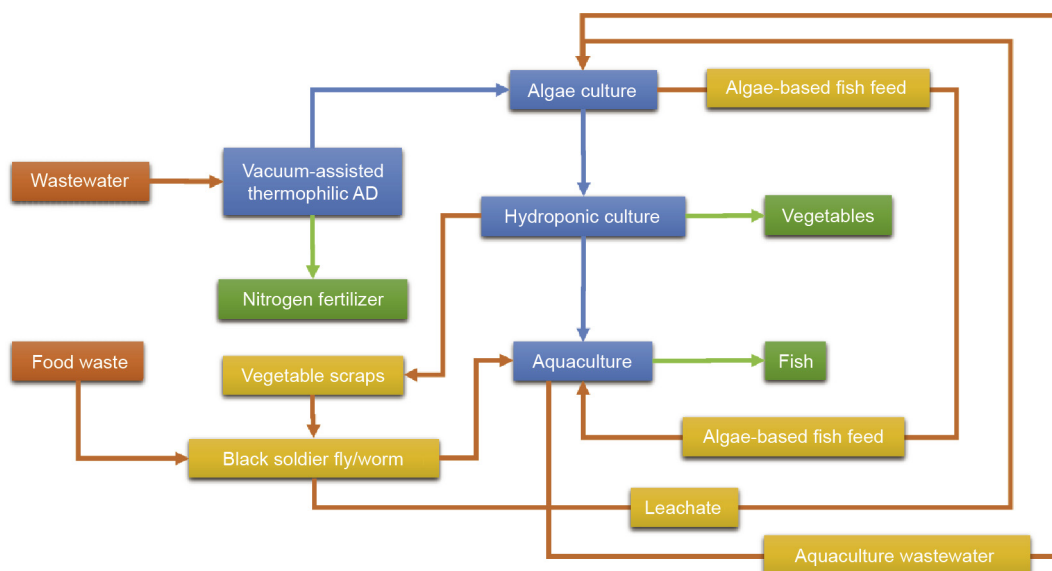 Algae culture
Algae-based fish feed
Wastewater
Vacuum-assisted
thermophilic AD
Hydroponic culture
Vegetables
Nitrogen fertilizer
Food waste
Vegetable scraps
Aquaculture
Fish
Algae-based fish feed
Black soldier fly/worm
Leachate
Aquaculture wastewater